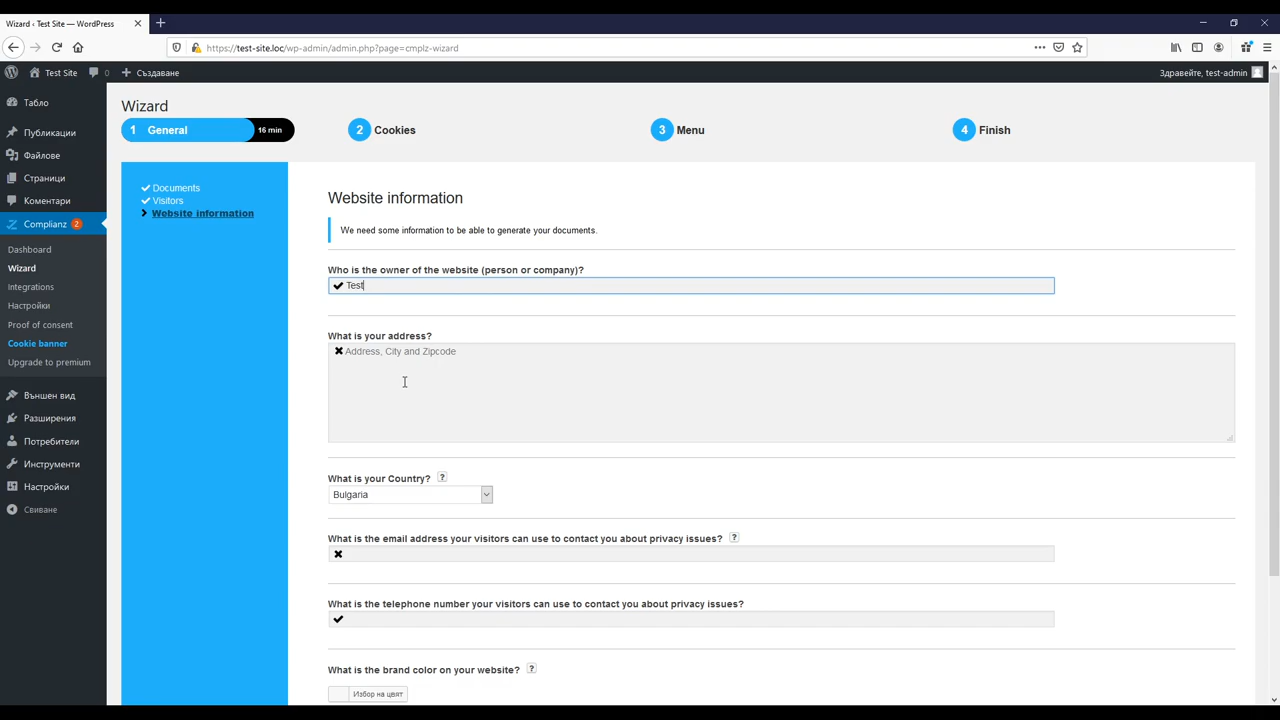 Wizard ‹ Test Site — WordPress
https://test-site.loc/wp-admin/admin.php?page=cmplz-wizard
Test Site
0
Създаване
Здравейте, test-admin
Табло
Публикации
Файлове
Страници
Коментари
Complianz 2
Dashboard
Wizard
Integrations
Настройки
Proof of consent
Cookie banner
Upgrade to premium
Външен вид
Разширения
Потребители
Инструменти
Настройки
Свиване
Wizard
1 General 16 min
2 Cookies
3 Menu
4 Finish
Documents
Visitors
Website information
Website information
We need some information to be able to generate your documents.
Who is the owner of the website (person or company)?
Test
What is your address?
Address, City and Zipcode
What is your Country? ?
Bulgaria
What is the email address your visitors can use to contact you about privacy issues? ?
What is the telephone number your visitors can use to contact you about privacy issues?
What is the brand color on your website? ?
Избор на цвят